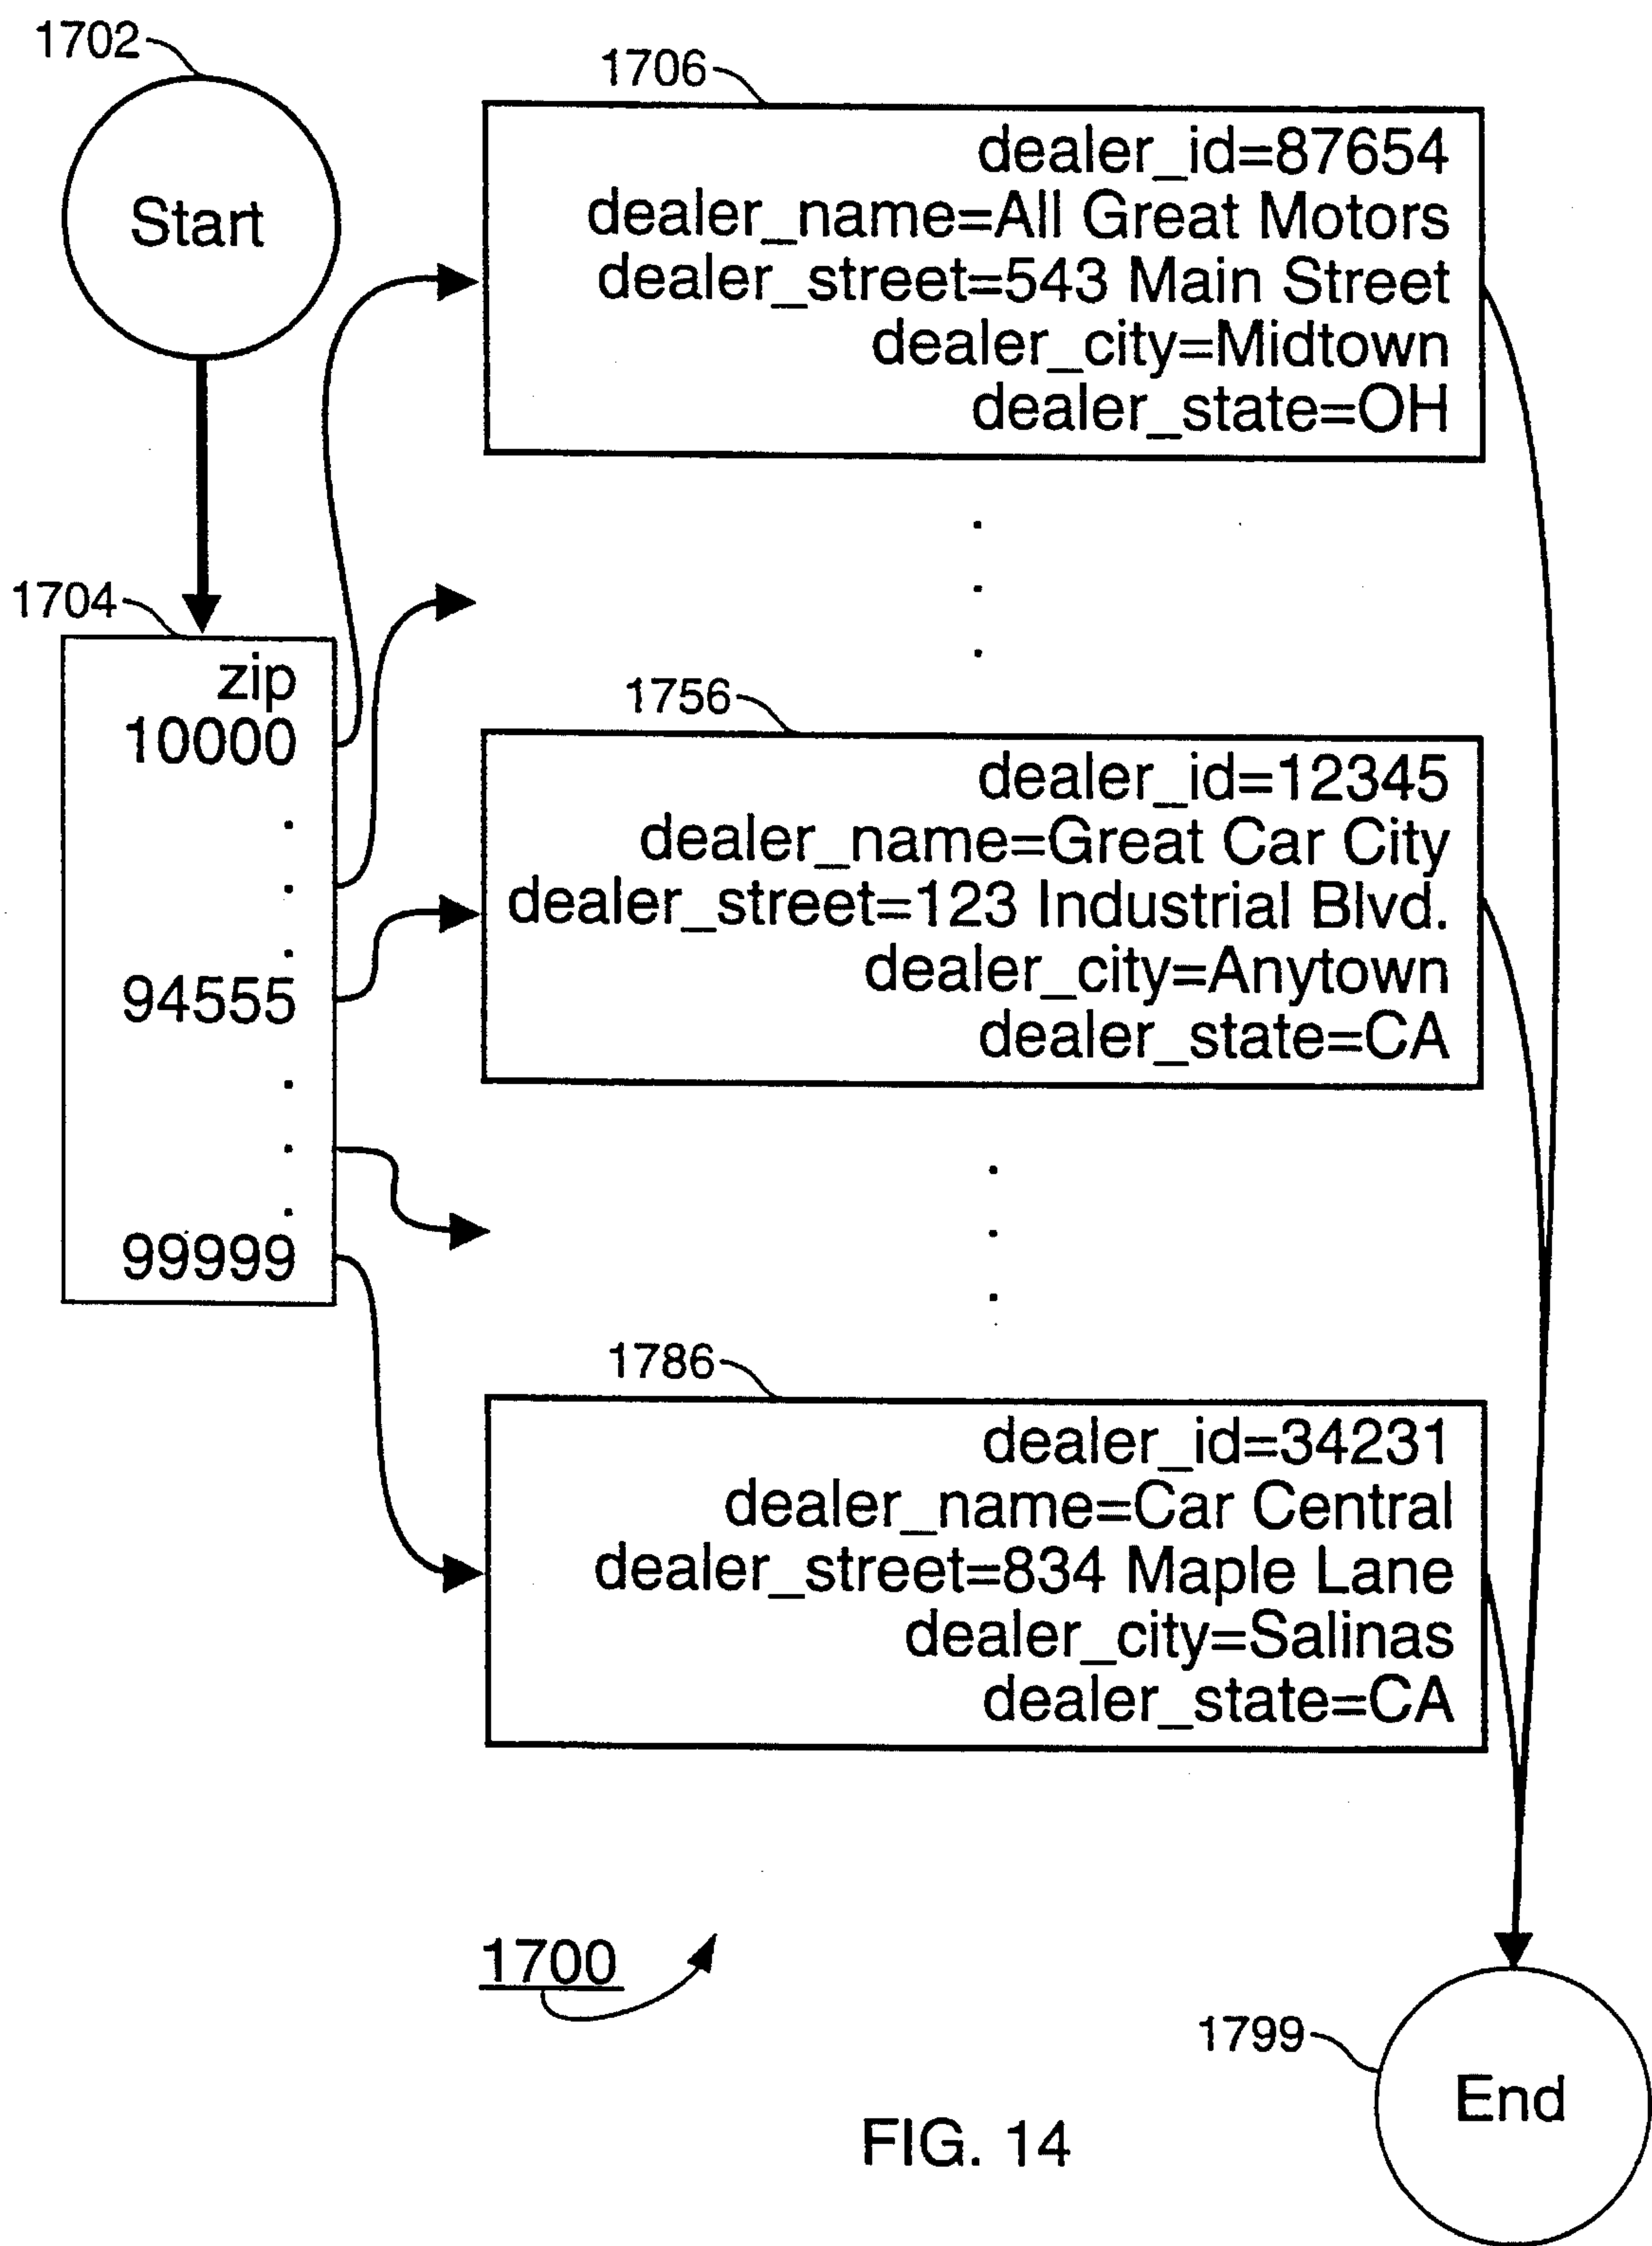 1702
Start
1706
dealer_id=87654
dealer_name=All Great Motors
dealer_street=543 Main Street
dealer_city=Midtown
dealer_state=OH
1704
zip
10000
.
.
.
94555
.
.
.
99999
.
.
.
1756
dealer_id=12345
dealer_name=Great Car City
dealer_street=123 Industrial Blvd.
dealer_city=Anytown
dealer_state=CA
.
.
.
1786
dealer_id=34231
dealer_name=Car Central
dealer_street=834 Maple Lane
dealer_city=Salinas
dealer_state=CA
1700
1799
End
FIG. 14